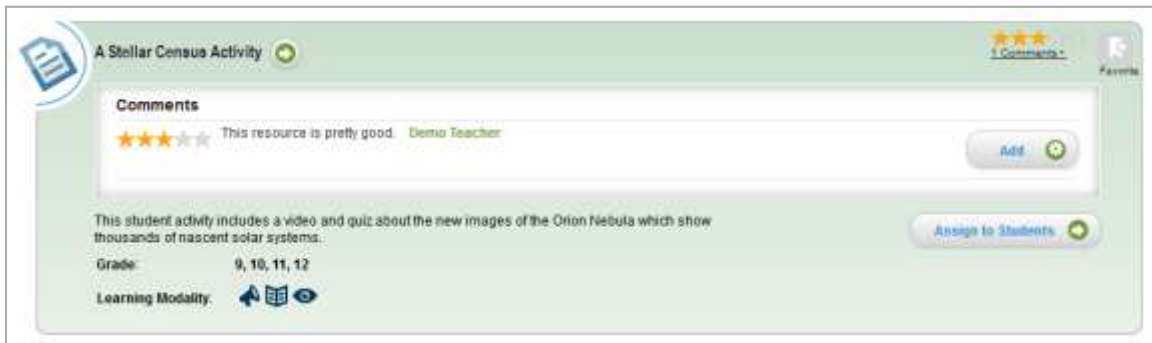 A Stellar Census Activity
1 Comments
Favorite
Comments
This resource is pretty good. Demo Teacher
Add
This student activity includes a video and quiz about the new images of the Orion Nebula which show
thousands of nascent solar systems.
Assign to Students
Grade: 9, 10, 11, 12
Learning Modality: